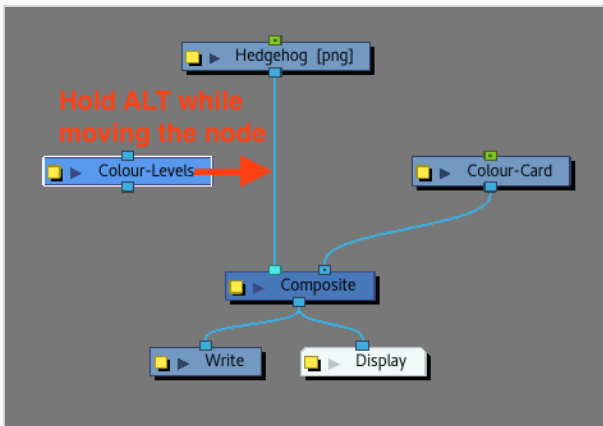 Hedgehog [png]
Hold ALT while
moving the node
Colour-Levels
Colour-Card
Composite
Write
Display